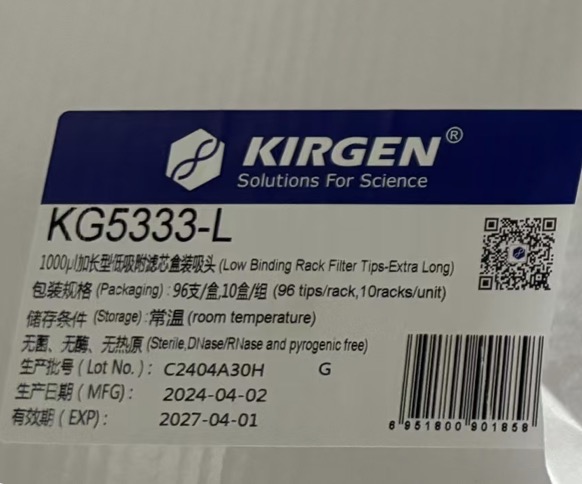 KIRGEN®
Solutions For Science
KG5333-L
1000μl加长型低吸附滤芯盒装吸头 (Low Binding Rack Filter Tips-Extra Long)
包装规格 (Packaging) : 96支/盒,10盒/组 (96 tips/rack,10racks/unit)
储存条件 (Storage) : 常温 (room temperature)
无菌、无酶、无热原 (Sterile,DNase/RNase and pyrogenic free)
生产批号 ( Lot No. ) : C2404A30H G
生产日期 ( MFG) : 2024-04-02
有效期 ( EXP) : 2027-04-01
6 951800 901858